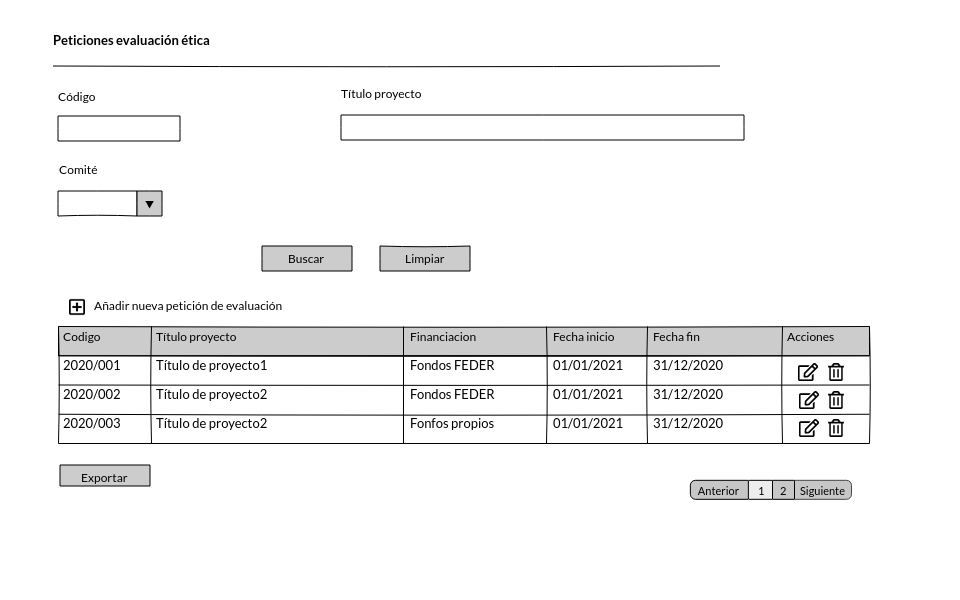 Peticiones evaluación ética
Código
Título proyecto
Comité
Buscar
Limpiar
Añadir nueva petición de evaluación
Codigo Título proyecto Financiacion Fecha inicio Fecha fin Acciones
2020/001 Título de proyecto1 Fondos FEDER 01/01/2021 31/12/2020
2020/002 Título de proyecto2 Fondos FEDER 01/01/2021 31/12/2020
2020/003 Título de proyecto2 Fonfos propios 01/01/2021 31/12/2020
Exportar
Anterior 1 2 Siguiente